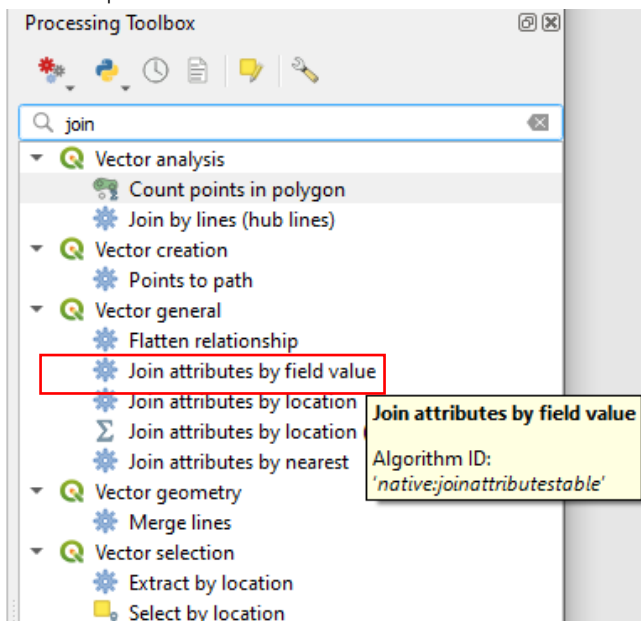 Processing Toolbox
join
Vector analysis
Count points in polygon
Join by lines (hub lines)
Vector creation
Points to path
Vector general
Flatten relationship
Join attributes by field value
Join attributes by location
Join attributes by location (
Join attributes by nearest
Join attributes by field value
Algorithm ID:
'native:joinattributestable'
Vector geometry
Merge lines
Vector selection
Extract by location
Select by location